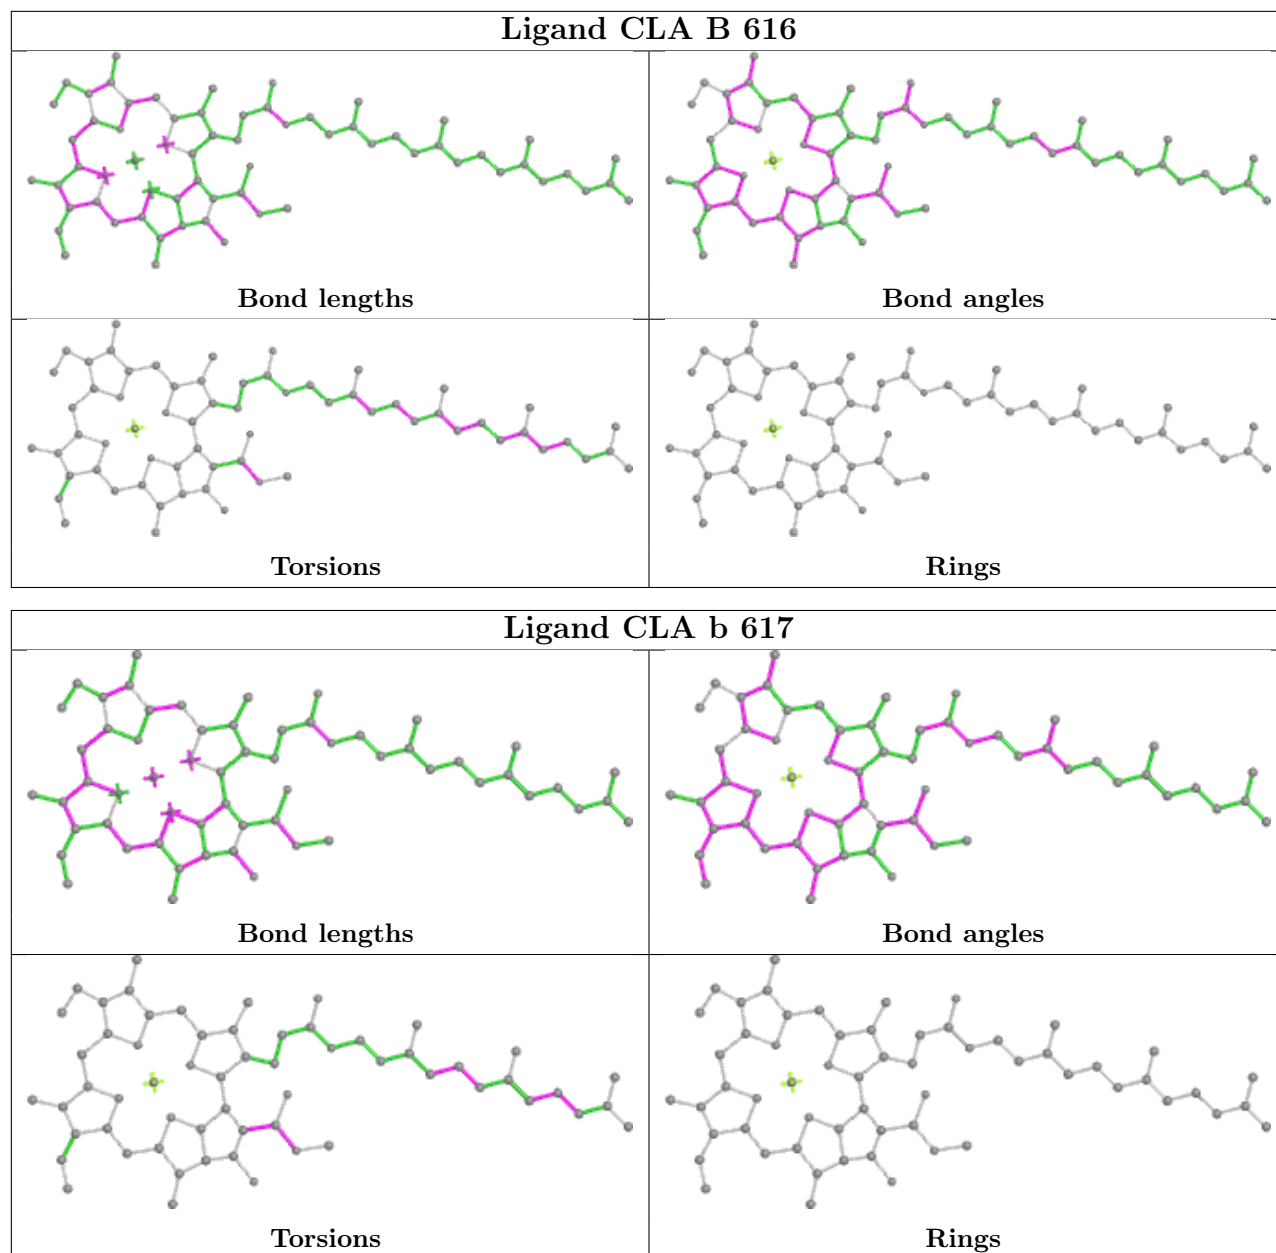 Ligand CLA B 616
Bond lengths
Bond angles
Torsions
Rings
Ligand CLA b 617
Bond lengths
Bond angles
Torsions
Rings